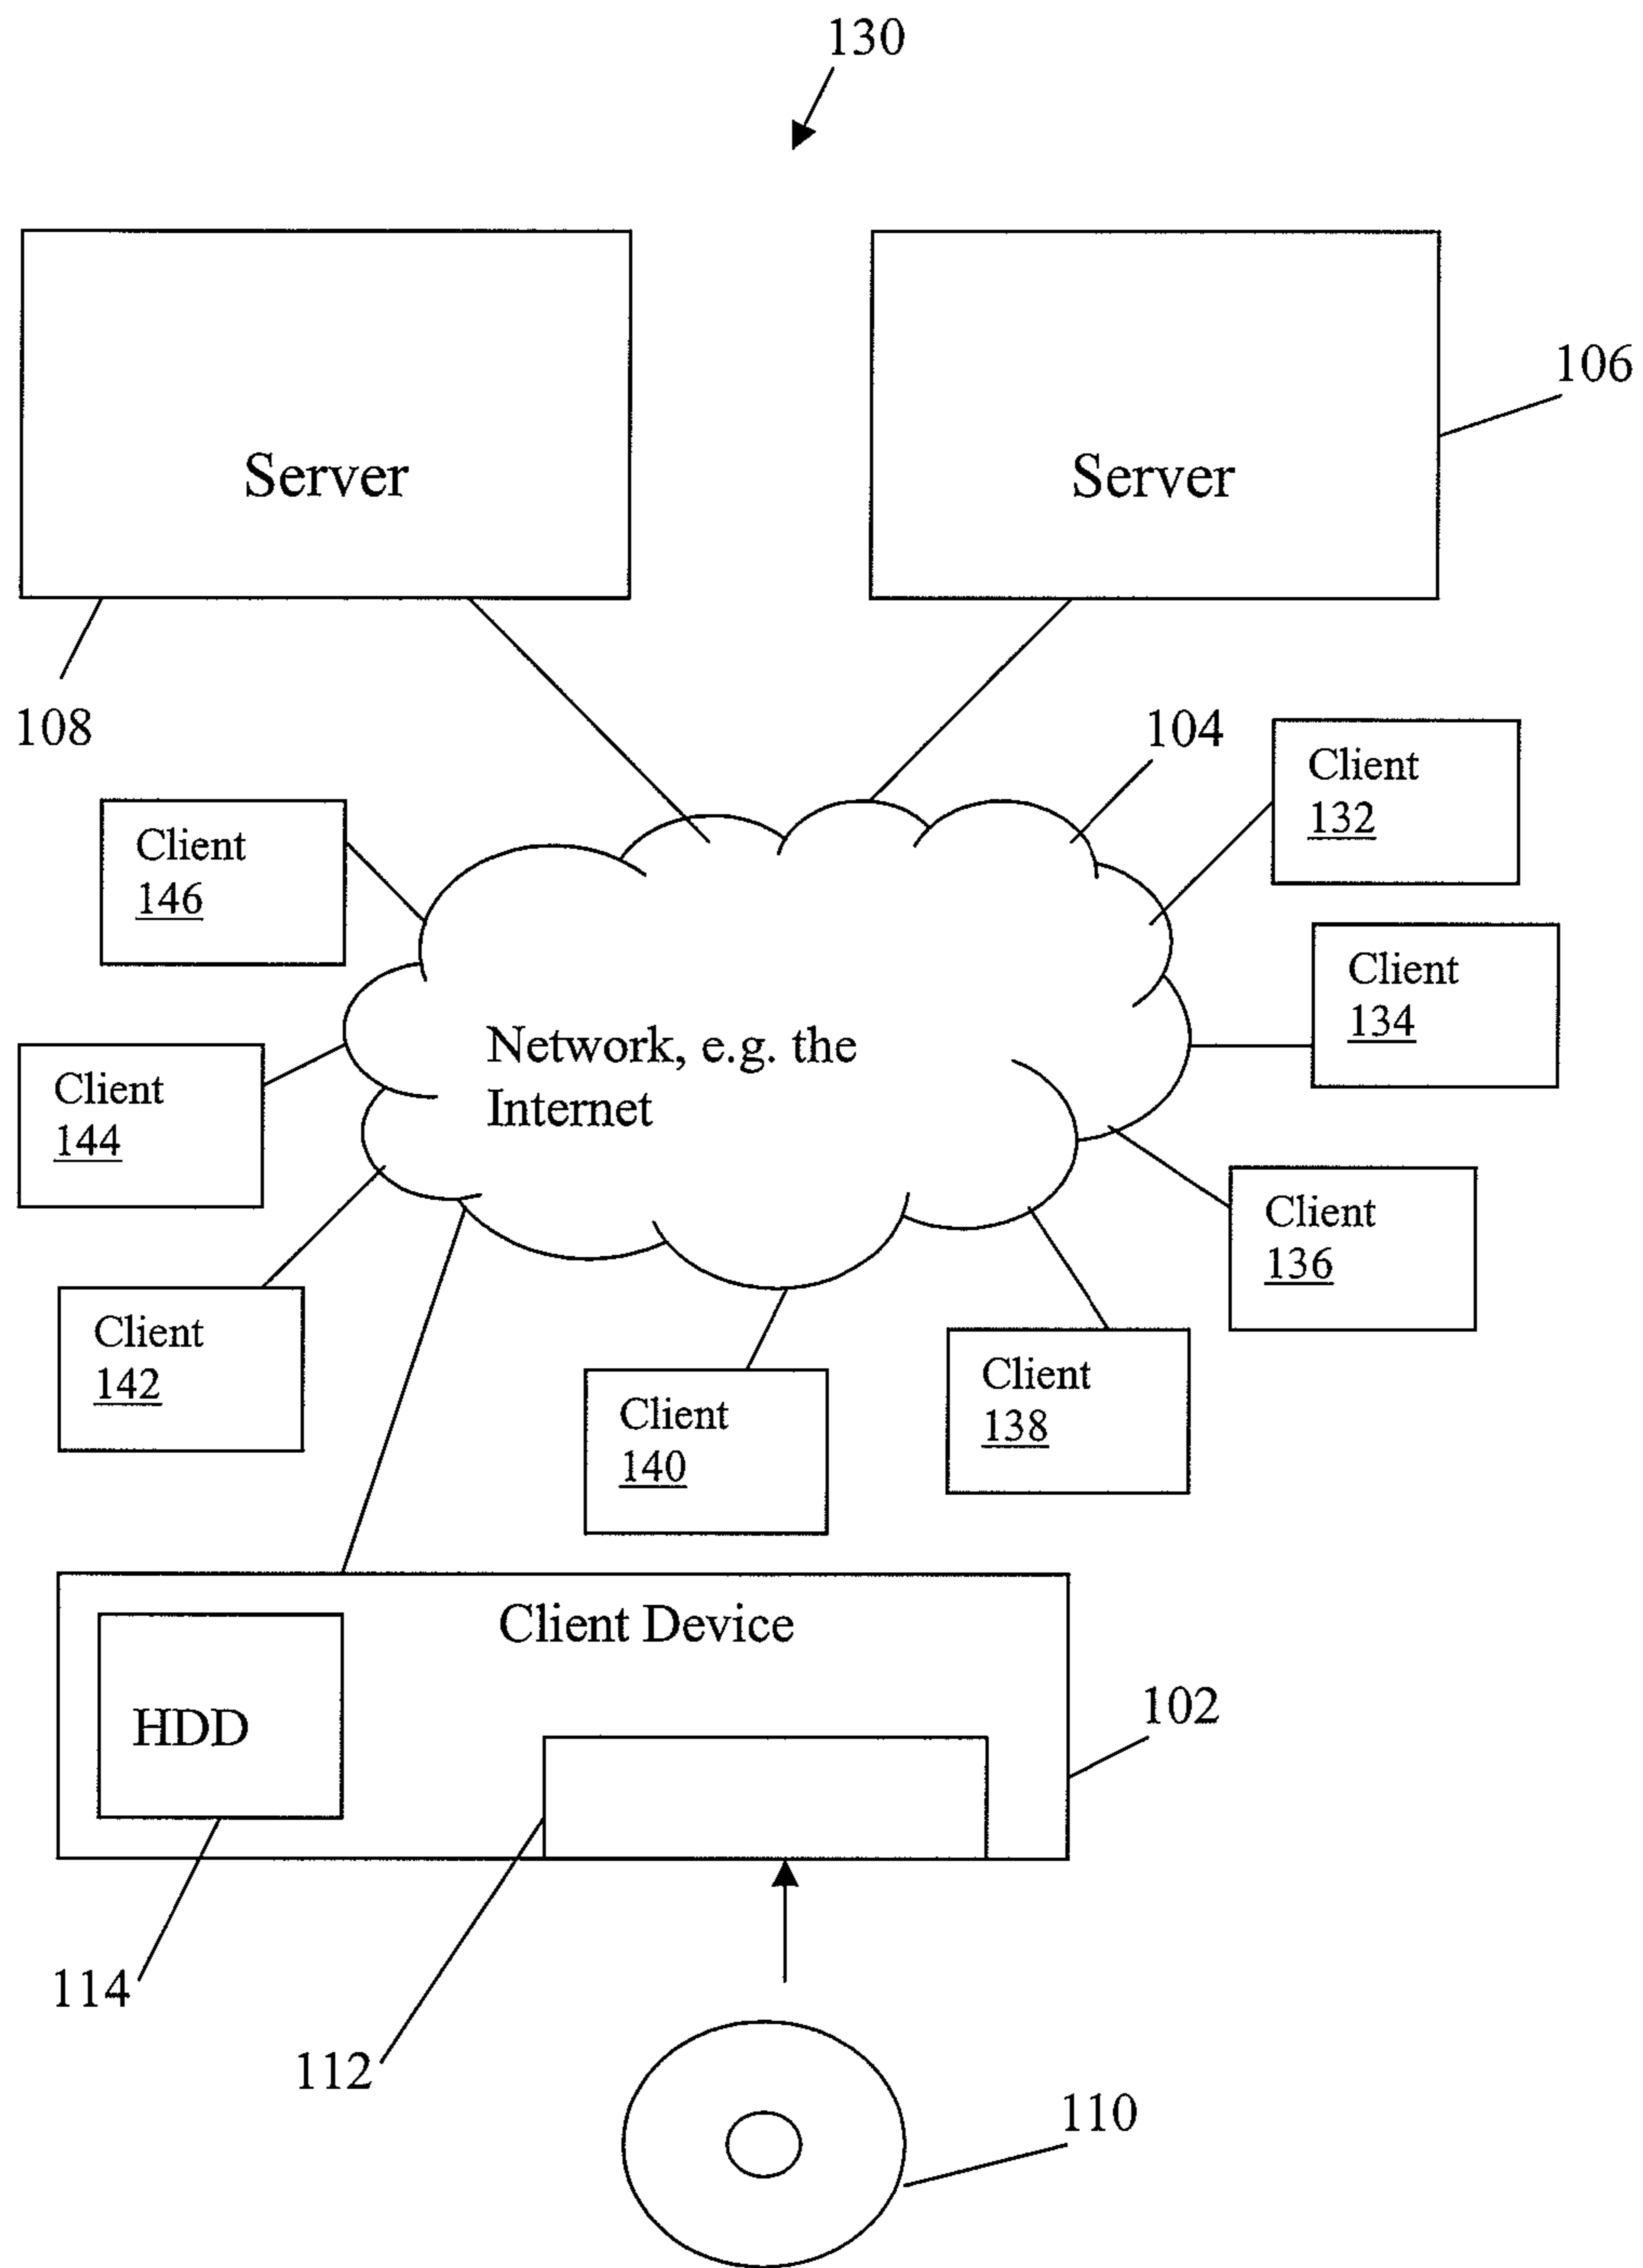 130
106
Server
Server
108
104
Client
132
Client
146
Client
134
Network, e.g. the
Internet
Client
144
Client
136
Client
142
Client
138
Client
140
Client Device
102
HDD
114
112
110